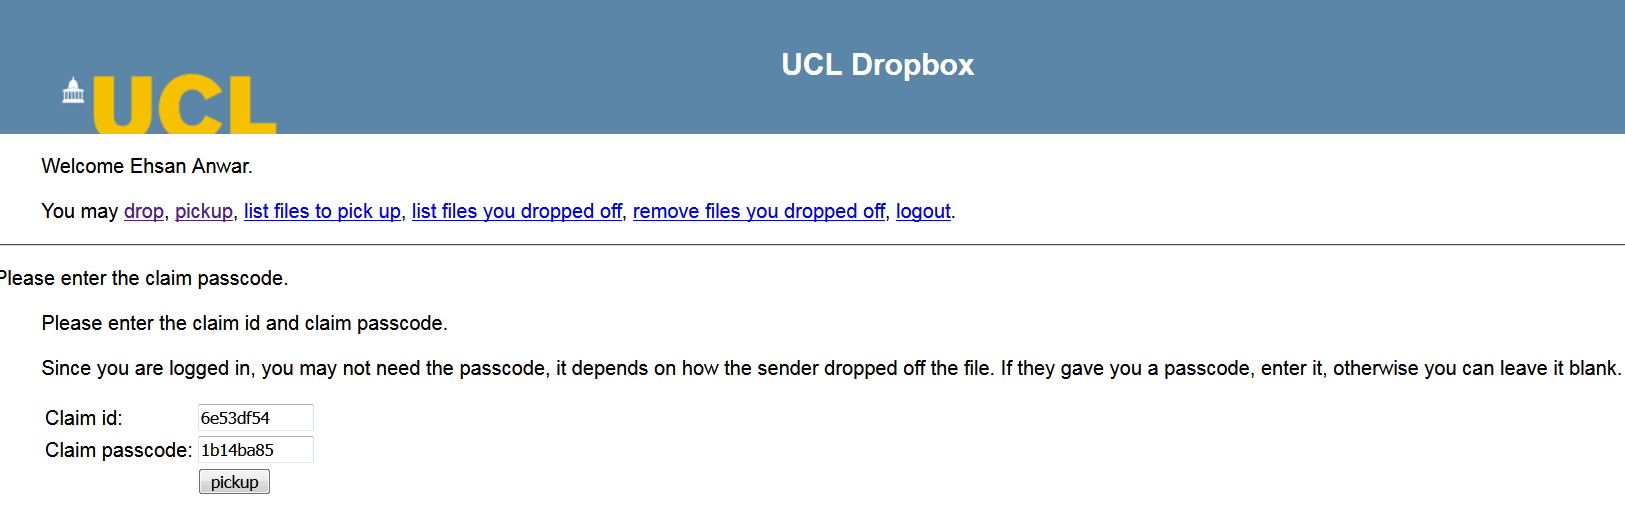 UCL Dropbox
UCL
Welcome Ehsan Anwar.
You may drop, pickup, list files to pick up, list files you dropped off, remove files you dropped off, logout.
Please enter the claim passcode.
Please enter the claim id and claim passcode.
Since you are logged in, you may not need the passcode, it depends on how the sender dropped off the file. If they gave you a passcode, enter it, otherwise you can leave it blank.
Claim id: 6e53df54
Claim passcode: 1b14ba85
pickup